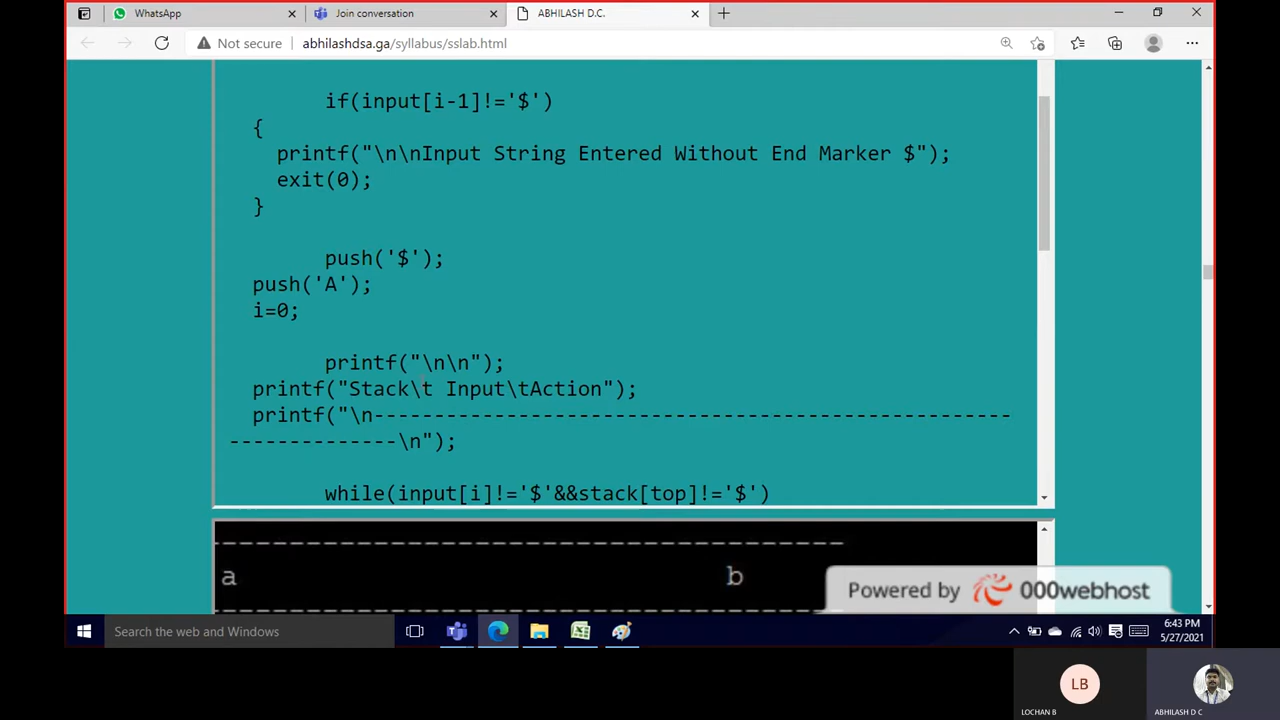 WhatsApp
Join conversation
ABHILASH D.C.
Not secure
abhilashdsa.ga/syllabus/sslab.html
if(input[i-1]!='$')
{
printf("\n\nInput String Entered Without End Marker $");
exit(0);
}
push('$');
push('A');
i=0;
printf("\n\n");
printf("Stack\t Input\tAction");
printf("\n-----------------------------------------------------
--------------\n");
while(input[i]!='$'&&stack[top]!='$')
a b
Powered by 000webhost
Search the web and Windows
6:43 PM
5/27/2021
LB
LOCHAN B
ABHILASH D C